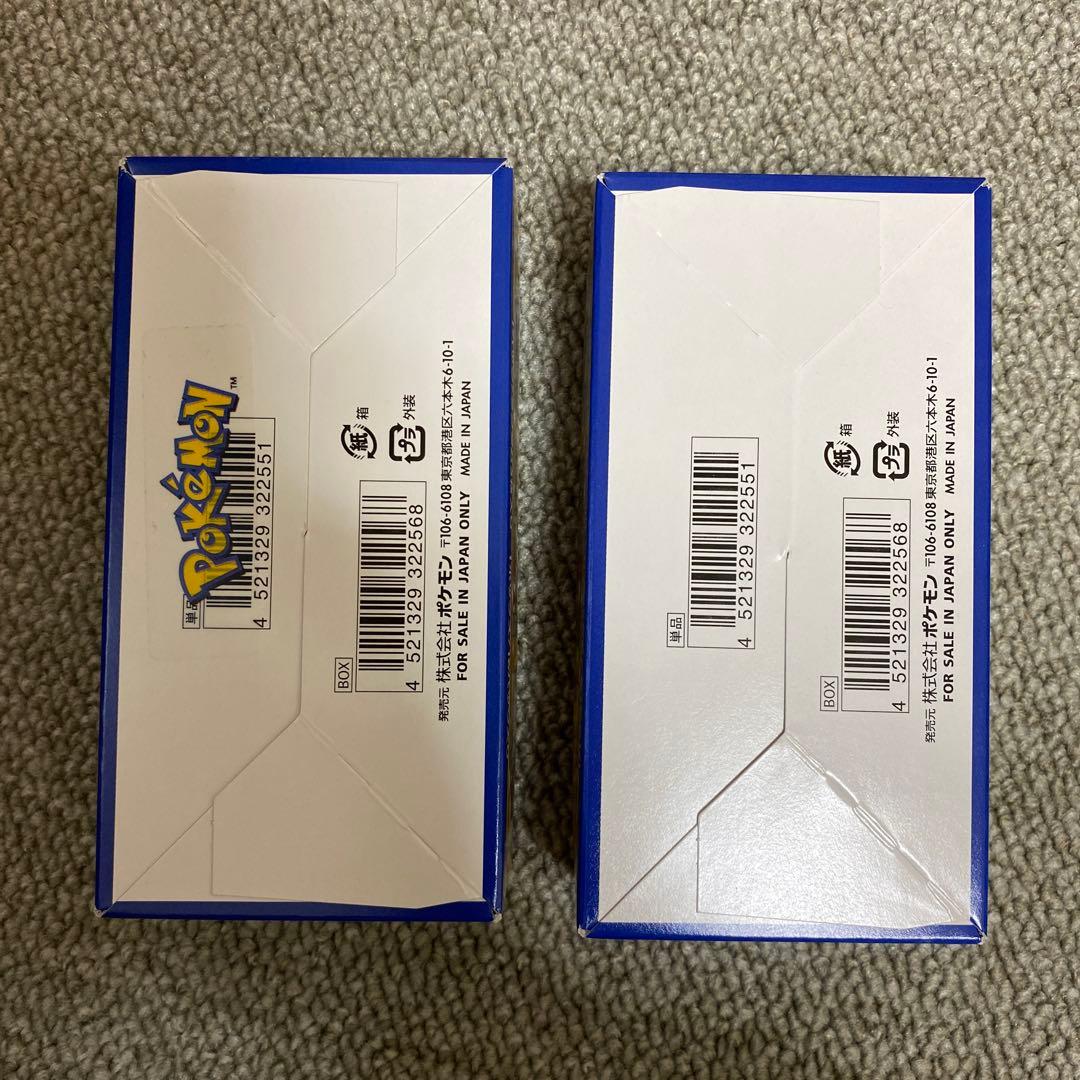 POKéMON™
単品
4 521329 322551
BOX
4 521329 322568
紙 箱
プラ 外装
発売元 株式会社 ポケモン 〒106-6108 東京都港区六本木6-10-1
FOR SALE IN JAPAN ONLY MADE IN JAPAN
単品
4 521329 322551
BOX
4 521329 322568
紙 箱
プラ 外装
発売元 株式会社 ポケモン 〒106-6108 東京都港区六本木6-10-1
FOR SALE IN JAPAN ONLY MADE IN JAPAN